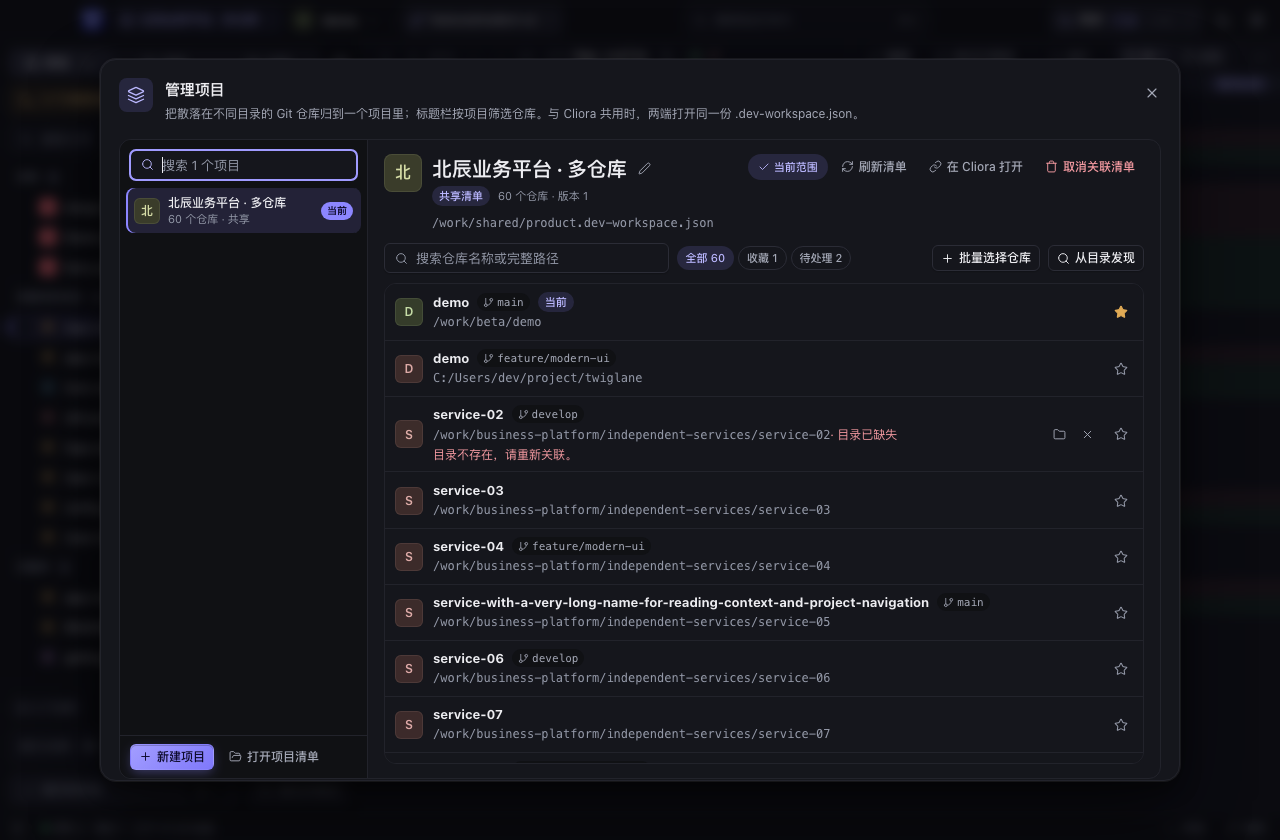 管理项目
把散落在不同目录的 Git 仓库归到一个项目里；标题栏按项目筛选仓库。与 Cliora 共用时，两端打开同一份 .dev-workspace.json。
搜索 1 个项目
北 北辰业务平台 · 多仓库
60 个仓库 · 共享 当前
新建项目 打开项目清单
北 北辰业务平台 · 多仓库 当前范围 刷新清单 在 Cliora 打开 取消关联清单
共享清单 60 个仓库 · 版本 1
/work/shared/product.dev-workspace.json
搜索仓库名称或完整路径 全部 60 收藏 1 待处理 2 批量选择仓库 从目录发现
D demo main 当前
/work/beta/demo
D demo feature/modern-ui
C:/Users/dev/project/twiglane
S service-02 develop
/work/business-platform/independent-services/service-02· 目录已缺失
目录不存在，请重新关联。
S service-03
/work/business-platform/independent-services/service-03
S service-04 feature/modern-ui
/work/business-platform/independent-services/service-04
S service-with-a-very-long-name-for-reading-context-and-project-navigation main
/work/business-platform/independent-services/service-05
S service-06 develop
/work/business-platform/independent-services/service-06
S service-07
/work/business-platform/independent-services/service-07